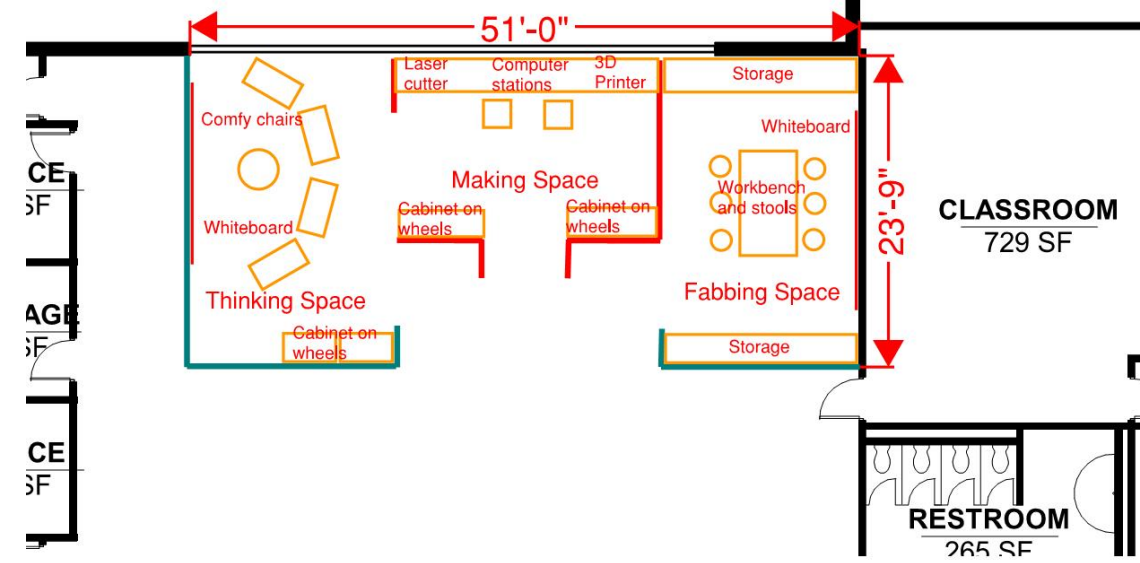 51'-0"
Laser
cutter
Computer
stations
3D
Printer
Storage
Comfy chairs
Whiteboard
CE
SF
Making Space
Workbench
and stools
23'-9"
CLASSROOM
729 SF
Cabinet on
wheels
Cabinet on
wheels
Whiteboard
Thinking Space
Fabbing Space
AGE
SF
Cabinet on
wheels
Storage
CE
SF
RESTROOM
265 SF